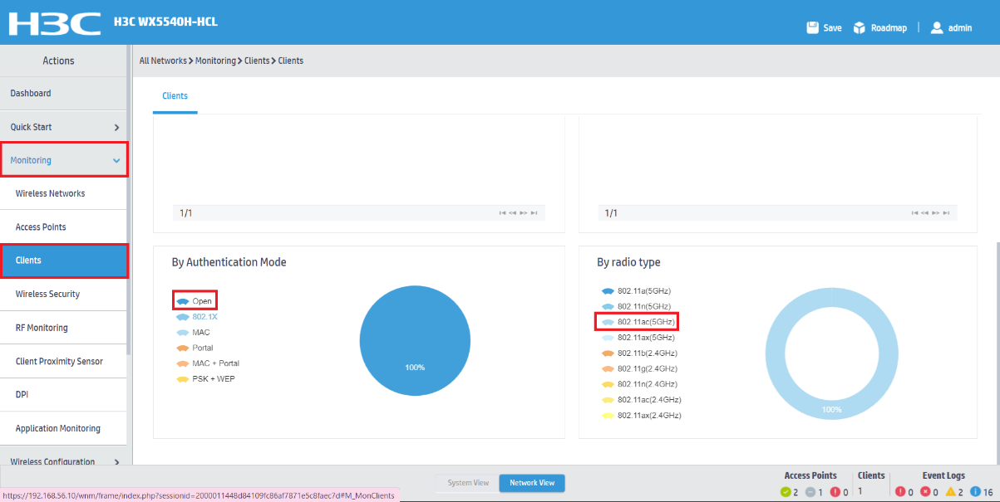 H3C H3C WX5540H-HCL
Save Roadmap | admin
Actions
All Networks > Monitoring > Clients > Clients
Dashboard
Quick Start
Monitoring
Wireless Networks
Access Points
Clients
Wireless Security
RF Monitoring
Client Proximity Sensor
DPI
Application Monitoring
Wireless Configuration
Clients
1/1
1/1
By Authentication Mode
Open
802.1X
MAC
Portal
MAC + Portal
PSK + WEP
100%
By radio type
802.11a(5GHz)
802.11n(5GHz)
802.11ac(5GHz)
802.11ax(5GHz)
802.11b(2.4GHz)
802.11g(2.4GHz)
802.11n(2.4GHz)
802.11ac(2.4GHz)
802.11ax(2.4GHz)
100%
System View Network View
Access Points
2 1 0
Clients
1
Event Logs
0 0 2 16
https://192.168.56.10/wnm/frame/index.php?sessionid=2000011448d84109fc86af7871e5c8faec7d#M_MonClients